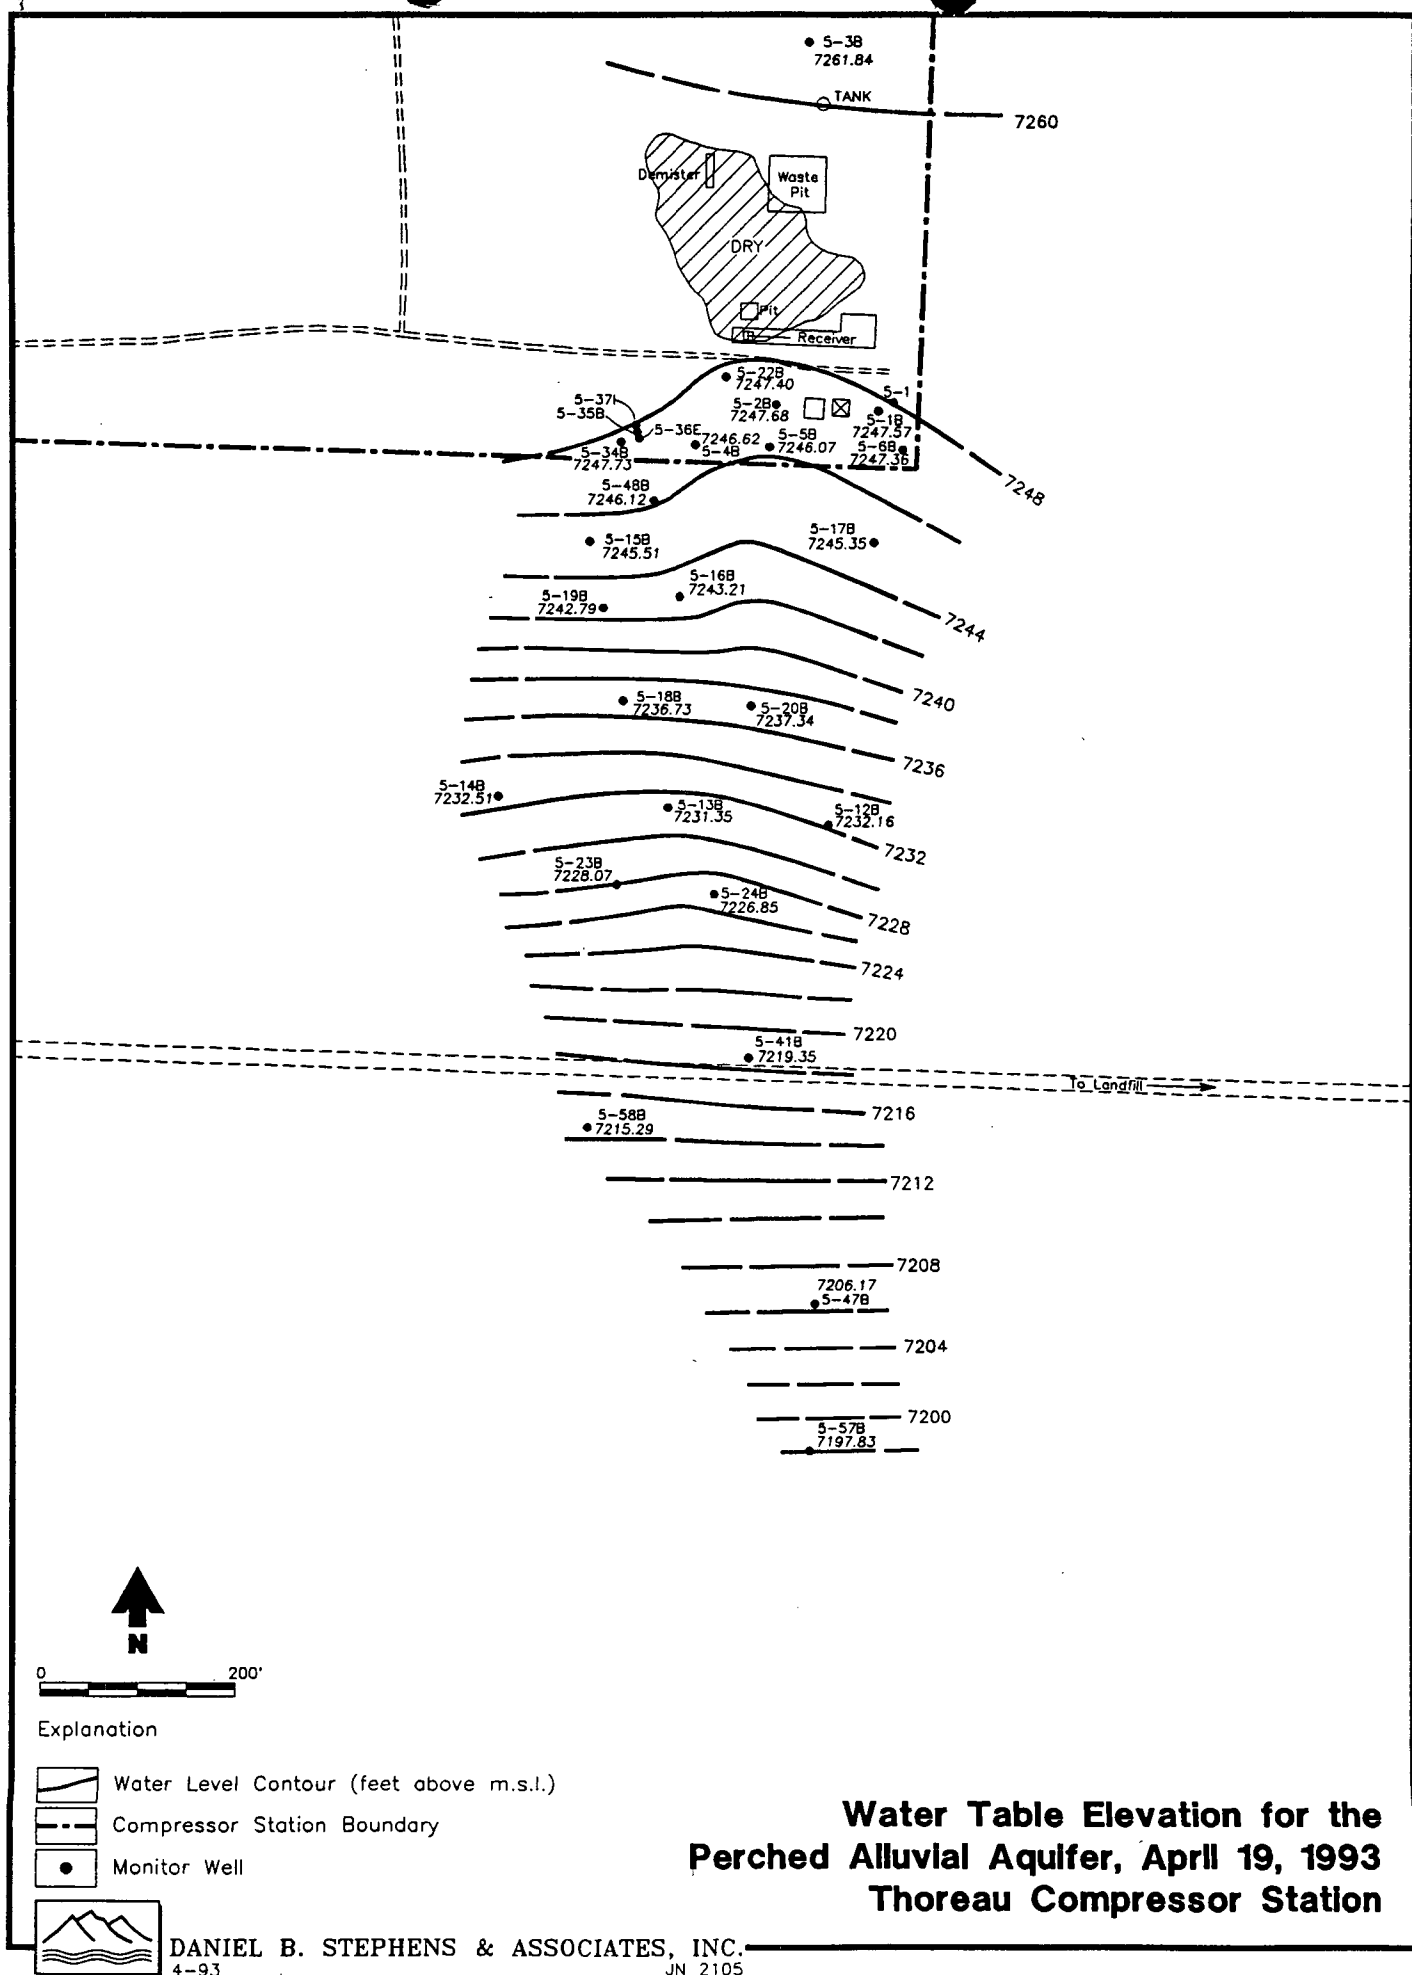 5-3B
7261.84
TANK
7260
Demister
Waste
Pit
DRY
Pit
Receiver
5-22B
7247.40
5-1
5-37I
5-35B
5-2B
7247.68
5-1B
7247.57
5-36E
7246.62
5-4B
5-5B
7246.07
5-6B
7247.36
5-34B
7247.73
7248
5-48B
7246.12
5-17B
7245.35
5-15B
7245.51
5-16B
7243.21
5-19B
7242.79
7244
7240
5-18B
7236.73
5-20B
7237.34
7236
5-14B
7232.51
5-13B
7231.35
5-12B
7232.16
7232
5-23B
7228.07
5-24B
7226.85
7228
7224
7220
5-41B
7219.35
To Landfill
7216
5-58B
7215.29
7212
7208
7206.17
5-47B
7204
7200
5-57B
7197.83
N
0 200'
Explanation
Water Level Contour (feet above m.s.l.)
Compressor Station Boundary
Monitor Well
Water Table Elevation for the
Perched Alluvial Aquifer, April 19, 1993
Thoreau Compressor Station
DANIEL B. STEPHENS & ASSOCIATES, INC.
4-93 JN 2105